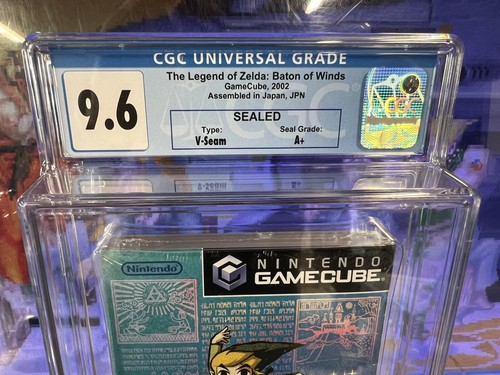 CGC UNIVERSAL GRADE
9.6
The Legend of Zelda: Baton of Winds
GameCube, 2002
Assembled in Japan, JPN
SEALED
Type:
V-Seam
Seal Grade:
A+
Nintendo
NINTENDO
GAMECUBE